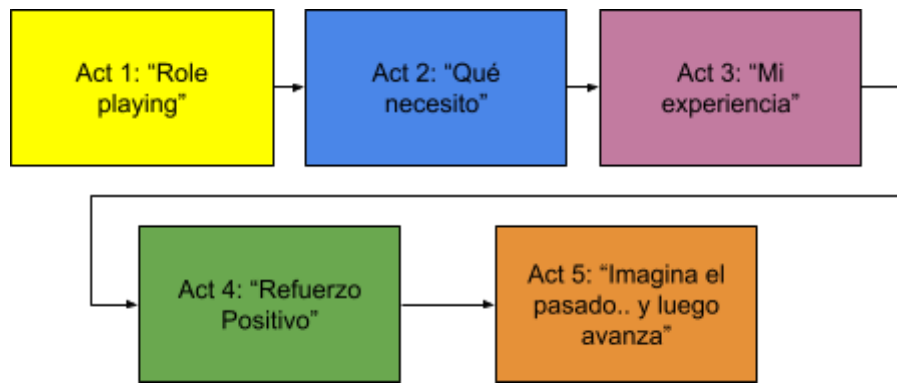 Act 1: “Role
playing”
Act 2: “Qué
necesito”
Act 3: “Mi
experiencia”
Act 4: “Refuerzo
Positivo”
Act 5: “Imagina el
pasado.. y luego
avanza”